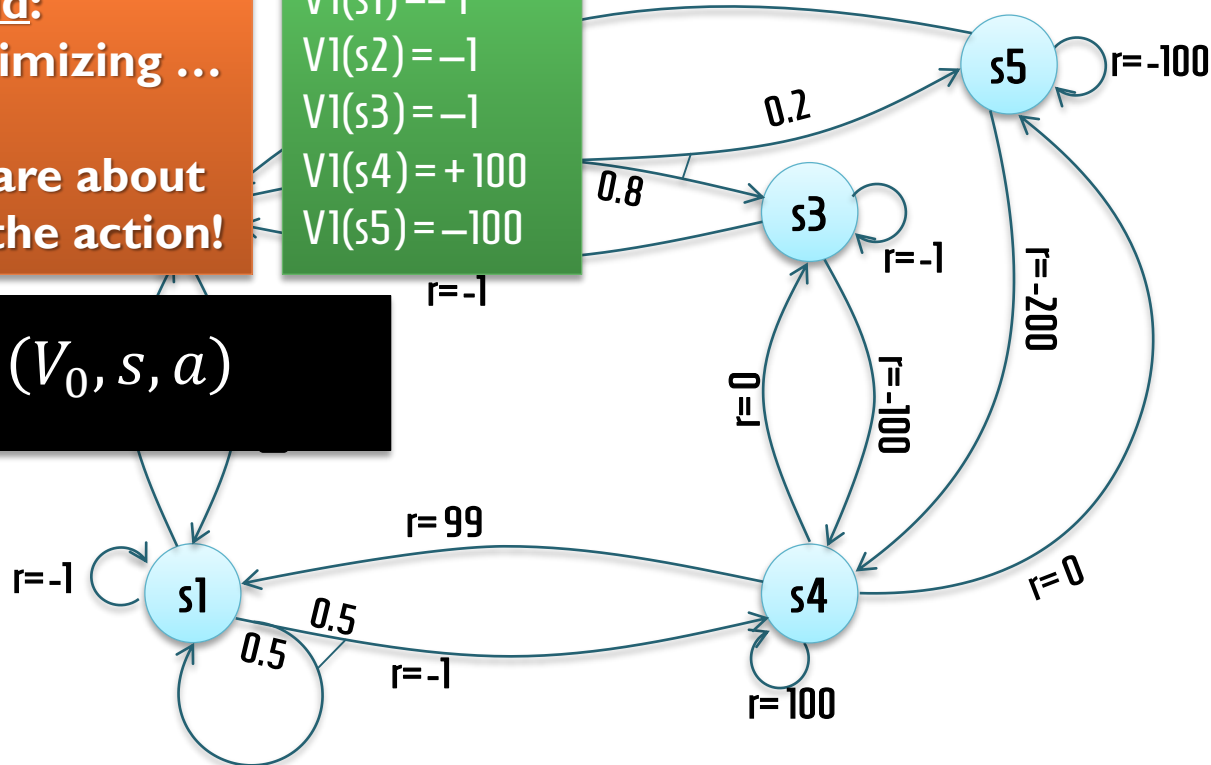 d:
imizing …
are about
the action!
V1(s2)=–1
V1(s3)=–1
V1(s4)=+100
V1(s5)=–100
(V₀, s, a)
s5
r=-100
0.2
0.8
s3
r=-1
r=-1
r=-200
r=0
r=-100
r=99
r=-1
s1
s4
r=0
0.5
0.5
r=-1
r=100